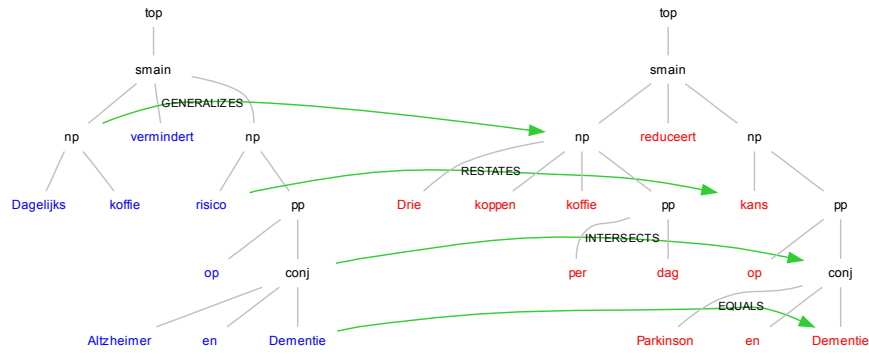 top top
smain smain
GENERALIZES
np vermindert np np reduceert np
RESTATES
Dagelijks koffie risico pp Drie koppen koffie pp kans pp
INTERSECTS
op conj per dag op conj
EQUALS
Altzheimer en Dementie Parkinson en Dementie